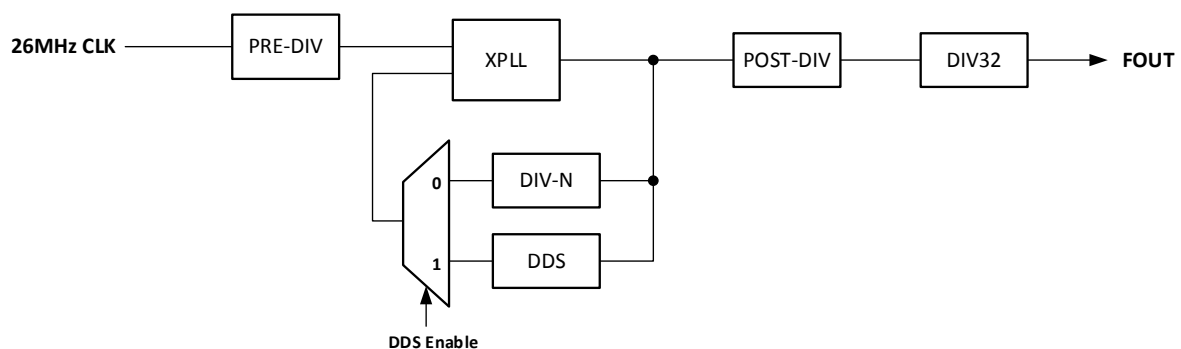 26MHz CLK
PRE-DIV
XPLL
POST-DIV
DIV32
FOUT
0
DIV-N
1
DDS
DDS Enable